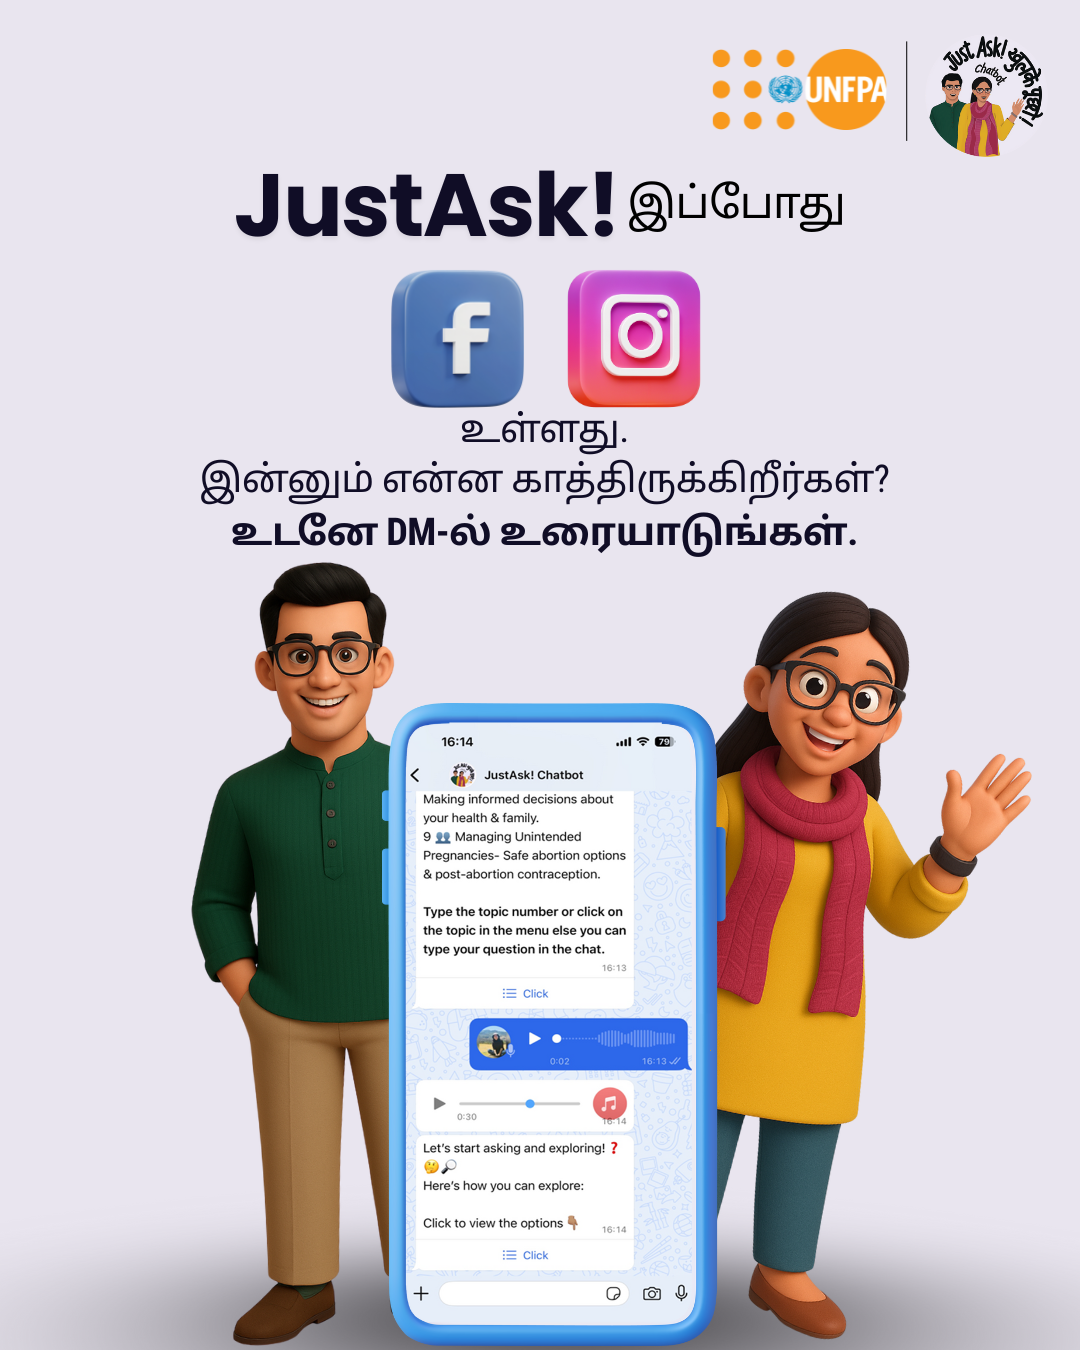 UNFPA
Just Ask! खुलके पूछो!
Chatbot
JustAsk! இப்போது
உள்ளது.
இன்னும் என்ன காத்திருக்கிறீர்கள்?
உடனே DM-ல் உரையாடுங்கள்.
16:14
79
JustAsk! Chatbot
Making informed decisions about
your health & family.
9 👥 Managing Unintended
Pregnancies- Safe abortion options
& post-abortion contraception.
Type the topic number or click on
the topic in the menu else you can
type your question in the chat.
16:13
Click
0:02 16:13
0:30
16:14
Let's start asking and exploring! ❓
🤔🔎
Here's how you can explore:
Click to view the options 👇🏽 16:14
Click